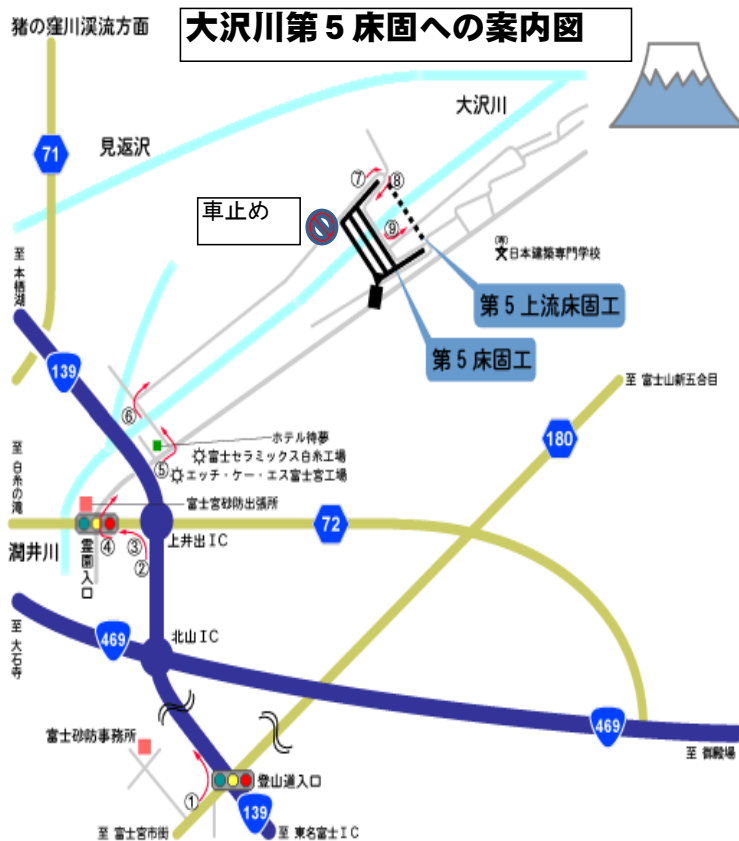 大沢川第5床固への案内図
猪の窪川渓流方面
大沢川
71
見返沢
⑦
⑧
車止め
⑨
(専)
文日本建築専門学校
至 本栖湖
第5上流床固工
第5床固工
139
至 富士山新五合目
⑥
180
ホテル待夢
富士セラミックス白糸工場
⑤
エッチ・ケー・エス富士宮工場
至 白糸の滝
富士宮砂防出張所
72
潤井川
④
③
②
上井出IC
霊園入口
469
北山IC
至 大石寺
469
富士砂防事務所
至 御殿場
登山道入口
①
139
至 富士宮市街
至 東名富士IC